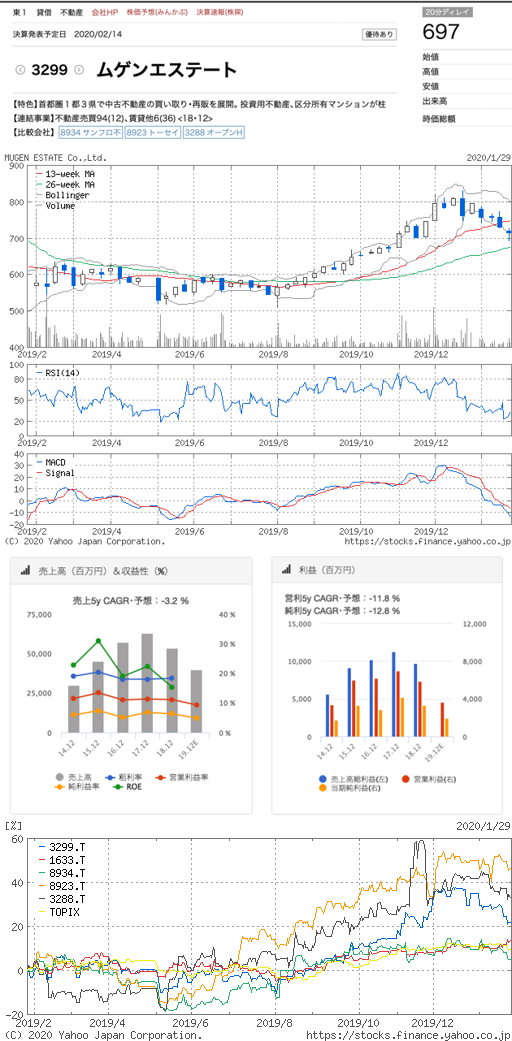 東1 貸借 不動産 会社HP 株価予想(みんかぶ) 決算速報(株探)
20分ディレイ
697
決算発表予定日 2020/02/14
優待あり
始値
高値
安値
出来高
時価総額
3299 ムゲンエステート
【特色】首都圏1都3県で中古不動産の買い取り・再販を展開。投資用不動産、区分所有マンションが柱
【連結事業】不動産売買94(12)、賃貸他6(36) <18・12>
【比較会社】 8934 サンフロ不 8923 トーセイ 3288 オープンH
MUGEN ESTATE Co.,Ltd. 2020/1/29
13-week MA
26-week MA
Bollinger
Volume
900
800
700
600
500
400
2019/2 2019/4 2019/6 2019/8 2019/10 2019/12
RSI(14)
100
80
50
20
0
2019/2 2019/4 2019/6 2019/8 2019/10 2019/12
MACD
Signal
40
30
20
10
0
-10
-20
2019/2 2019/4 2019/6 2019/8 2019/10 2019/12
(C) 2020 Yahoo Japan Corporation. https://stocks.finance.yahoo.co.jp/
売上高(百万円)&収益性(%)
売上5y CAGR・予想:-3.2 %
75,000
50,000
25,000
0
40 %
30 %
20 %
10 %
0 %
14.12 15.12 16.12 17.12 18.12 19.12E
売上高 粗利率 営業利益率
純利益率 ROE
利益(百万円)
営利5y CAGR・予想:-11.8 %
純利5y CAGR・予想:-12.8 %
15,000
10,000
5,000
0
12,000
8,000
4,000
0
14.12 15.12 16.12 17.12 18.12 19.12E
売上高総利益(左) 営業利益(右)
当期純利益(右)
[%] 2020/1/29
3299.T
1633.T
8934.T
8923.T
3288.T
TOPIX
60
40
20
0
-20
2019/2 2019/4 2019/6 2019/8 2019/10 2019/12
(C) 2020 Yahoo Japan Corporation. https://stocks.finance.yahoo.co.jp/